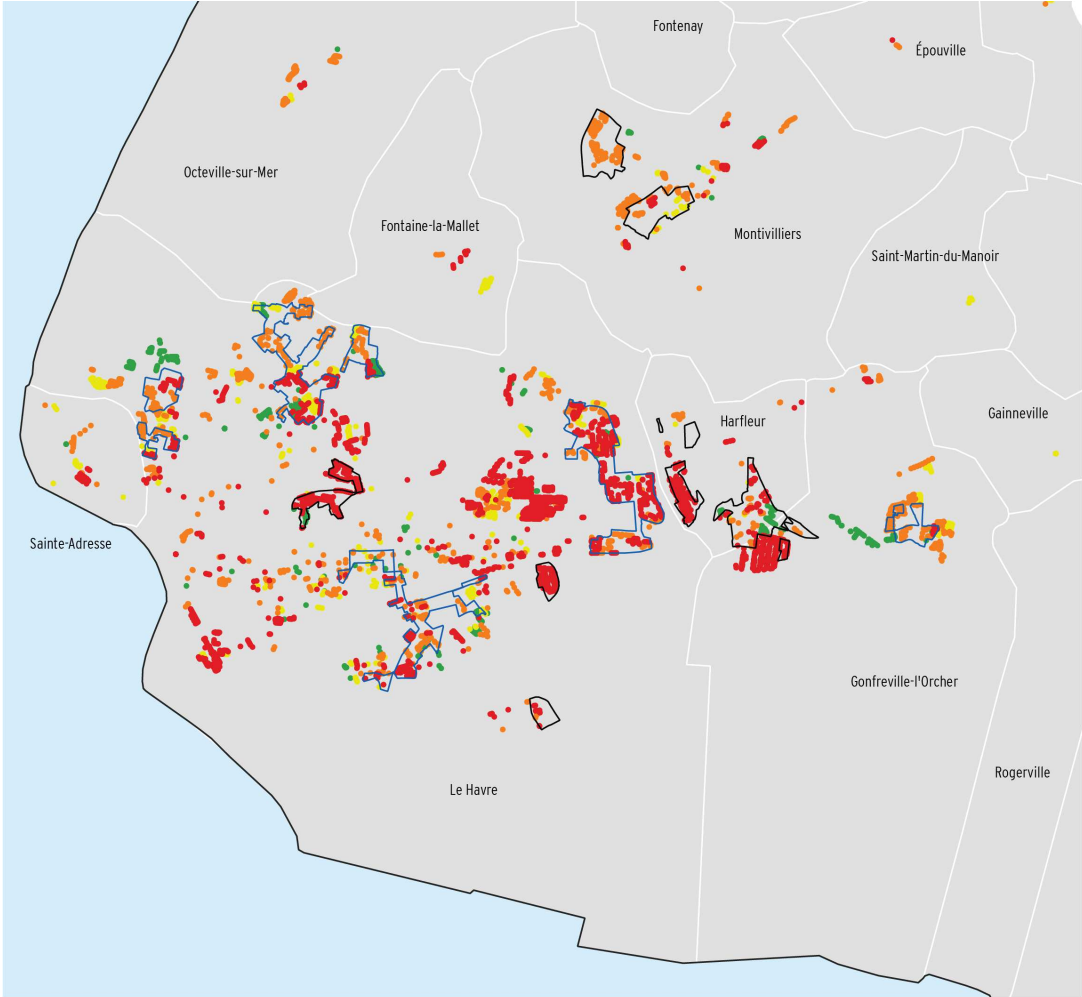 Fontenay
Épouville
Octeville-sur-Mer
Fontaine-la-Mallet
Montivilliers
Saint-Martin-du-Manoir
Harfleur
Gainneville
Sainte-Adresse
Gonfreville-l'Orcher
Rogerville
Le Havre